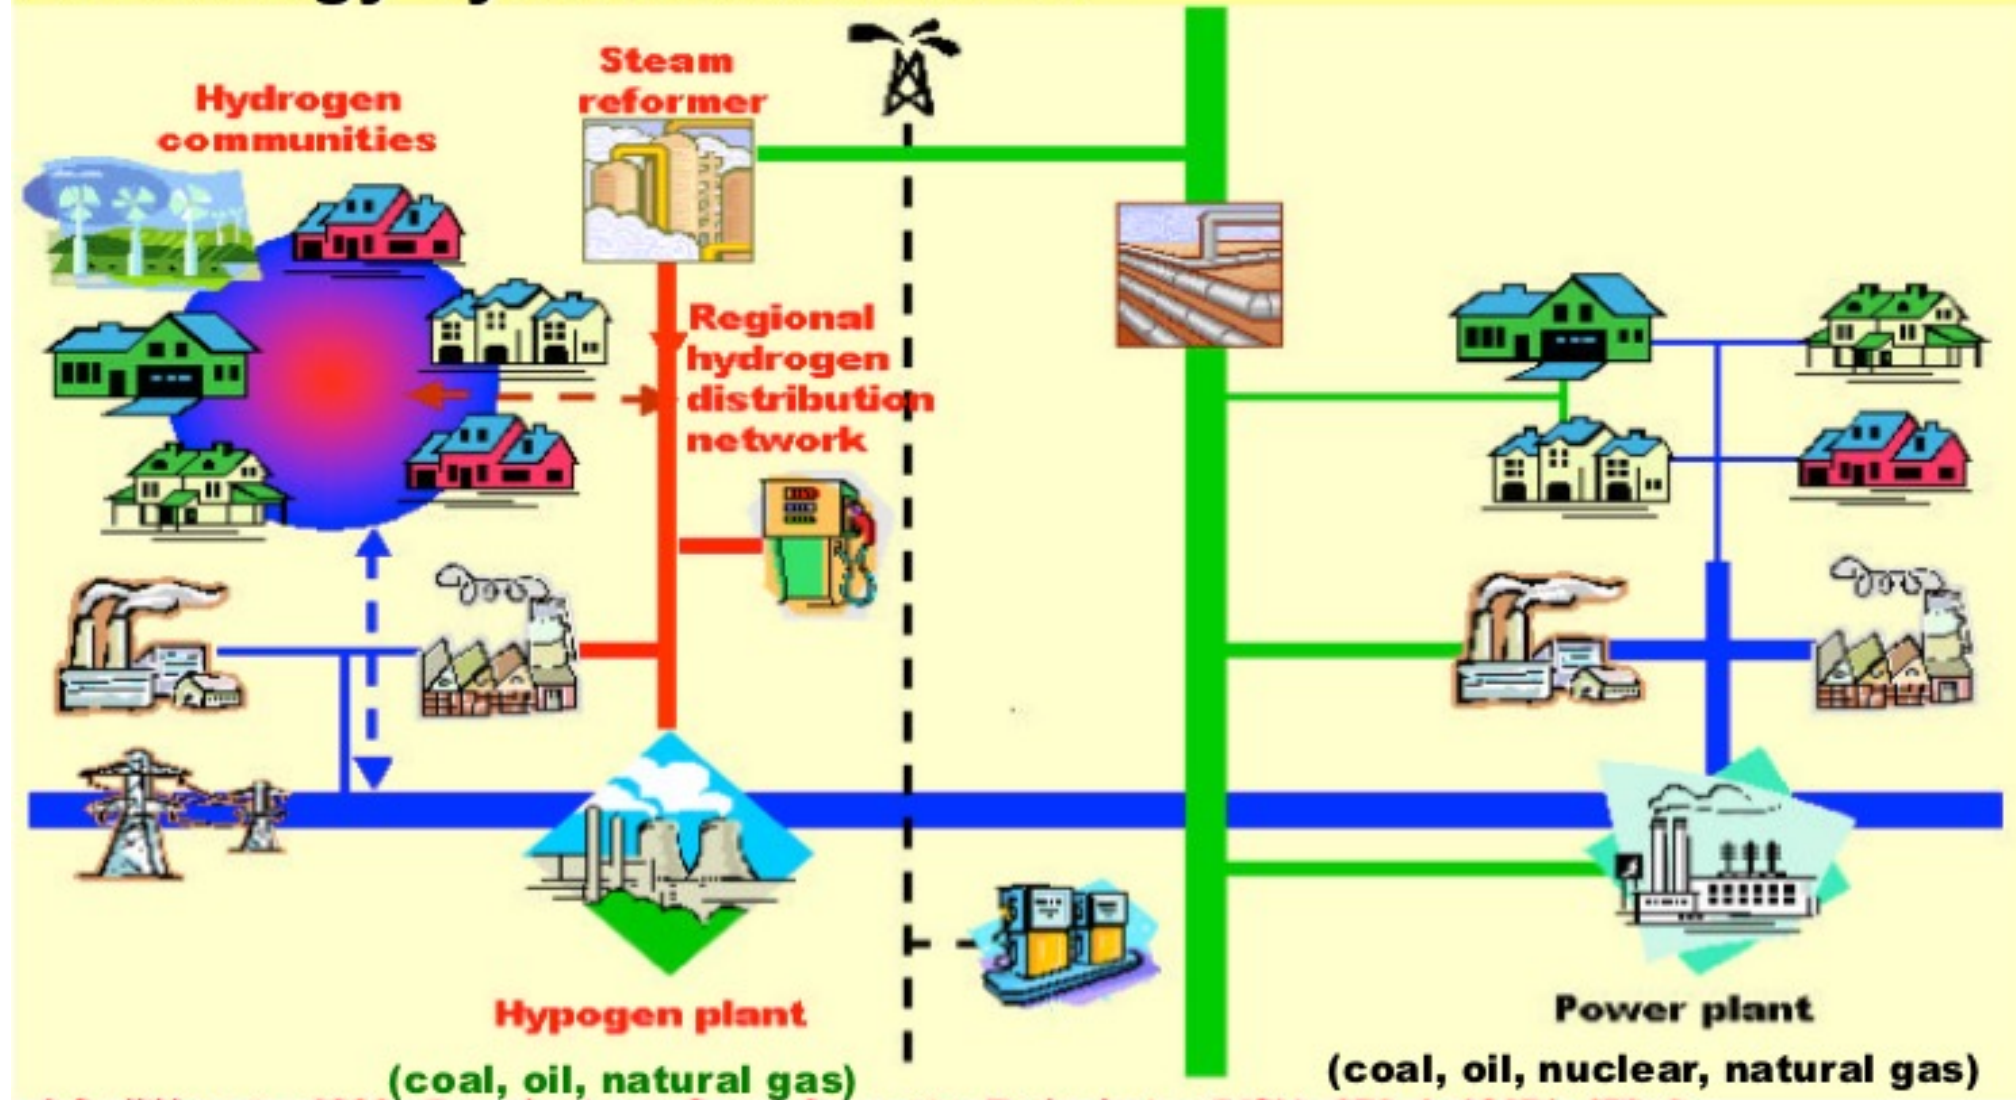 Steam
reformer
Hydrogen
communities
Regional
hydrogen
distribution
network
Hypogen plant
(coal, oil, natural gas)
Power plant
(coal, oil, nuclear, natural gas)